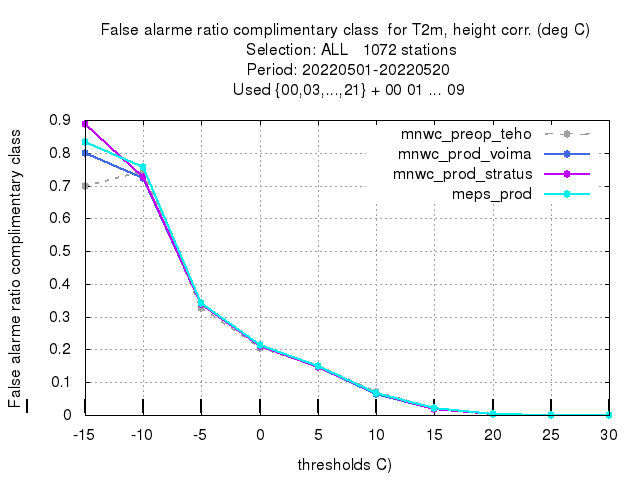 False alarme ratio complimentary class  for T2m, height corr. (deg C)
Selection: ALL   1072 stations
Period: 20220501-20220520
Used {00,03,...,21} + 00 01 ... 09
False alarme ratio complimentary class
mnwc_preop_teho
mnwc_prod_voima
mnwc_prod_stratus
meps_prod
0.9
0.8
0.7
0.6
0.5
0.4
0.3
0.2
0.1
0
-15 -10 -5 0 5 10 15 20 25 30
thresholds C)